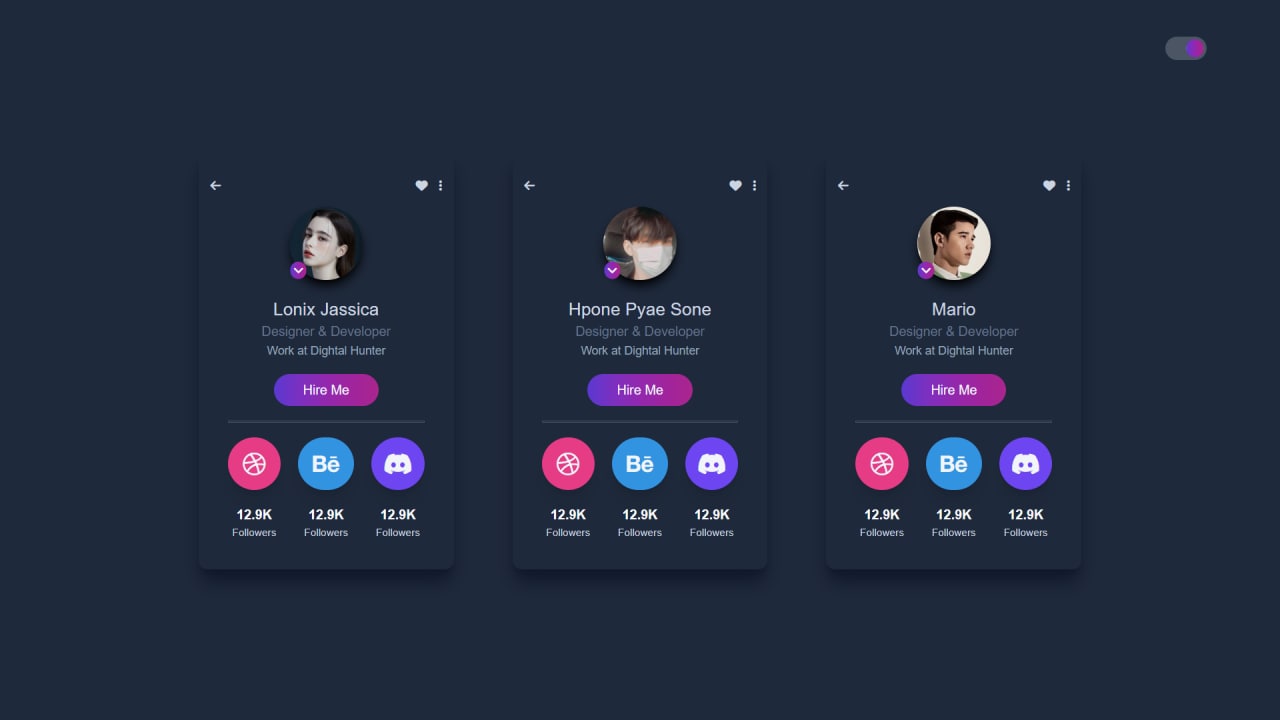 Lonix Jassica
Designer & Developer
Work at Dightal Hunter
Hire Me
Bē
12.9K 12.9K 12.9K
Followers Followers Followers
Hpone Pyae Sone
Designer & Developer
Work at Dightal Hunter
Hire Me
Bē
12.9K 12.9K 12.9K
Followers Followers Followers
Mario
Designer & Developer
Work at Dightal Hunter
Hire Me
Bē
12.9K 12.9K 12.9K
Followers Followers Followers